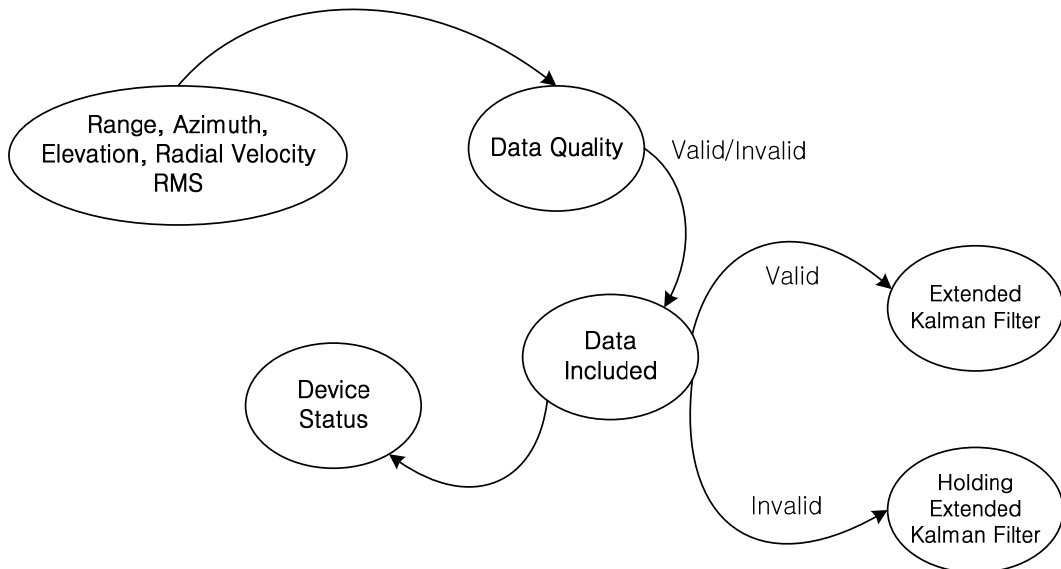 Range, Azimuth,
Elevation, Radial Velocity
RMS
Data Quality
Valid/Invalid
Data
Included
Valid
Extended
Kalman Filter
Device
Status
Invalid
Holding
Extended
Kalman Filter